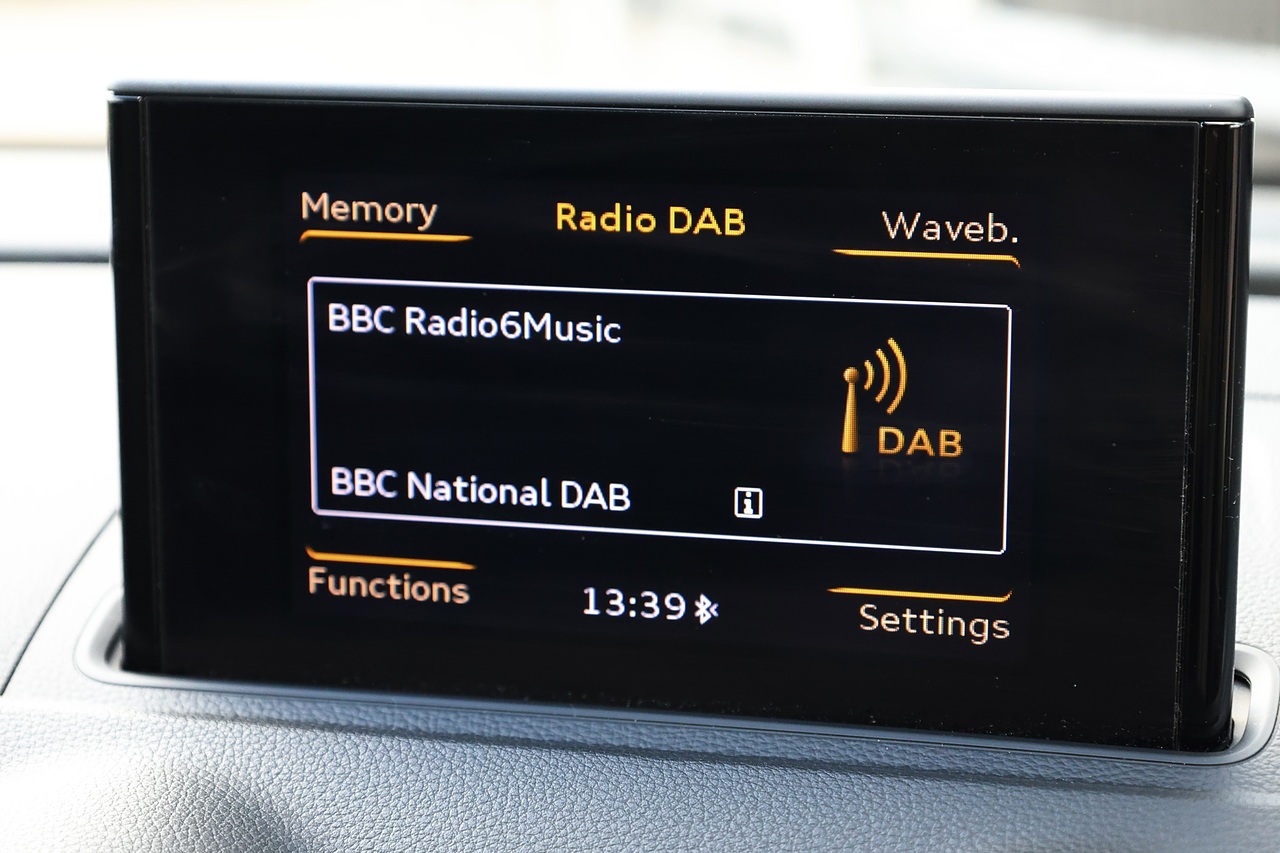 Memory
Radio DAB
Waveb.
BBC Radio6Music
DAB
BBC National DAB
i
Functions
13:39
Settings